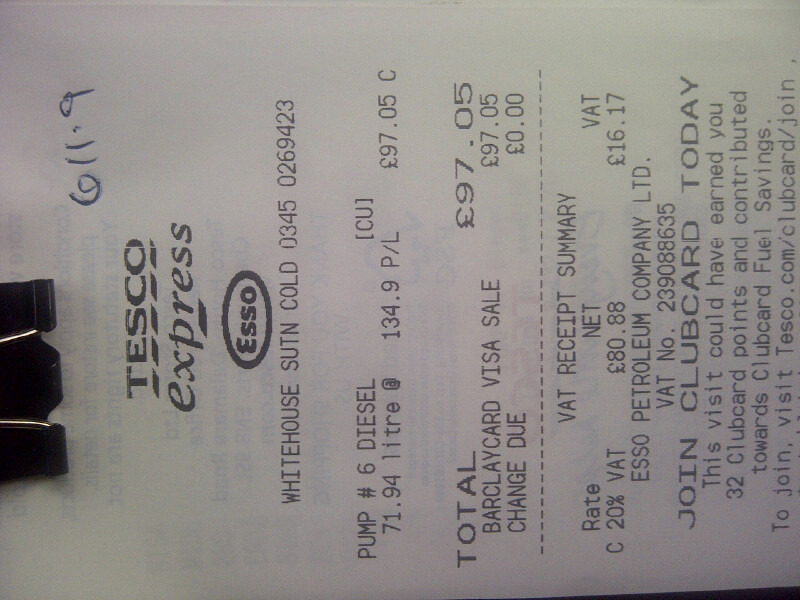 611.9
TESCO
express
Esso
WHITEHOUSE SUTN COLD 0345 0269423
PUMP # 6 DIESEL [CU]
71.94 litre @ 134.9 P/L £97.05 C
TOTAL £97.05
BARCLAYCARD VISA SALE £97.05
CHANGE DUE £0.00
VAT RECEIPT SUMMARY
Rate NET VAT
C 20% VAT £80.88 £16.17
ESSO PETROLEUM COMPANY LTD.
VAT No. 239088635
JOIN CLUBCARD TODAY
This visit could have earned you
32 Clubcard points and contributed
towards Clubcard Fuel Savings.
To join, visit Tesco.com/clubcard/join ,